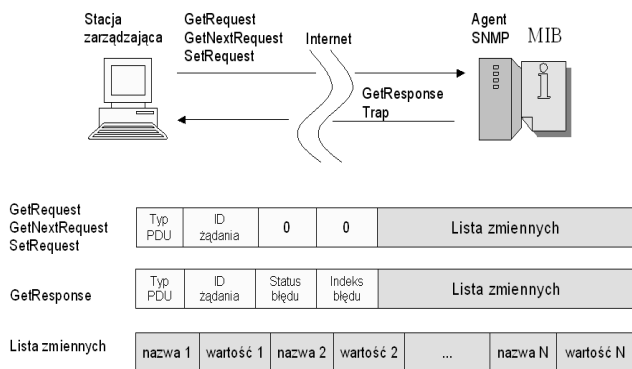 Stacja
zarządzająca
GetRequest
GetNextRequest
SetRequest
Internet
Agent
SNMP
MIB
GetResponse
Trap
GetRequest
GetNextRequest
SetRequest
Typ
PDU
ID
żądania
0
0
Lista zmiennych
GetResponse
Typ
PDU
ID
żądania
Status
błędu
Indeks
błędu
Lista zmiennych
Lista zmiennych
nazwa 1
wartość 1
nazwa 2
wartość 2
...
nazwa N
wartość N